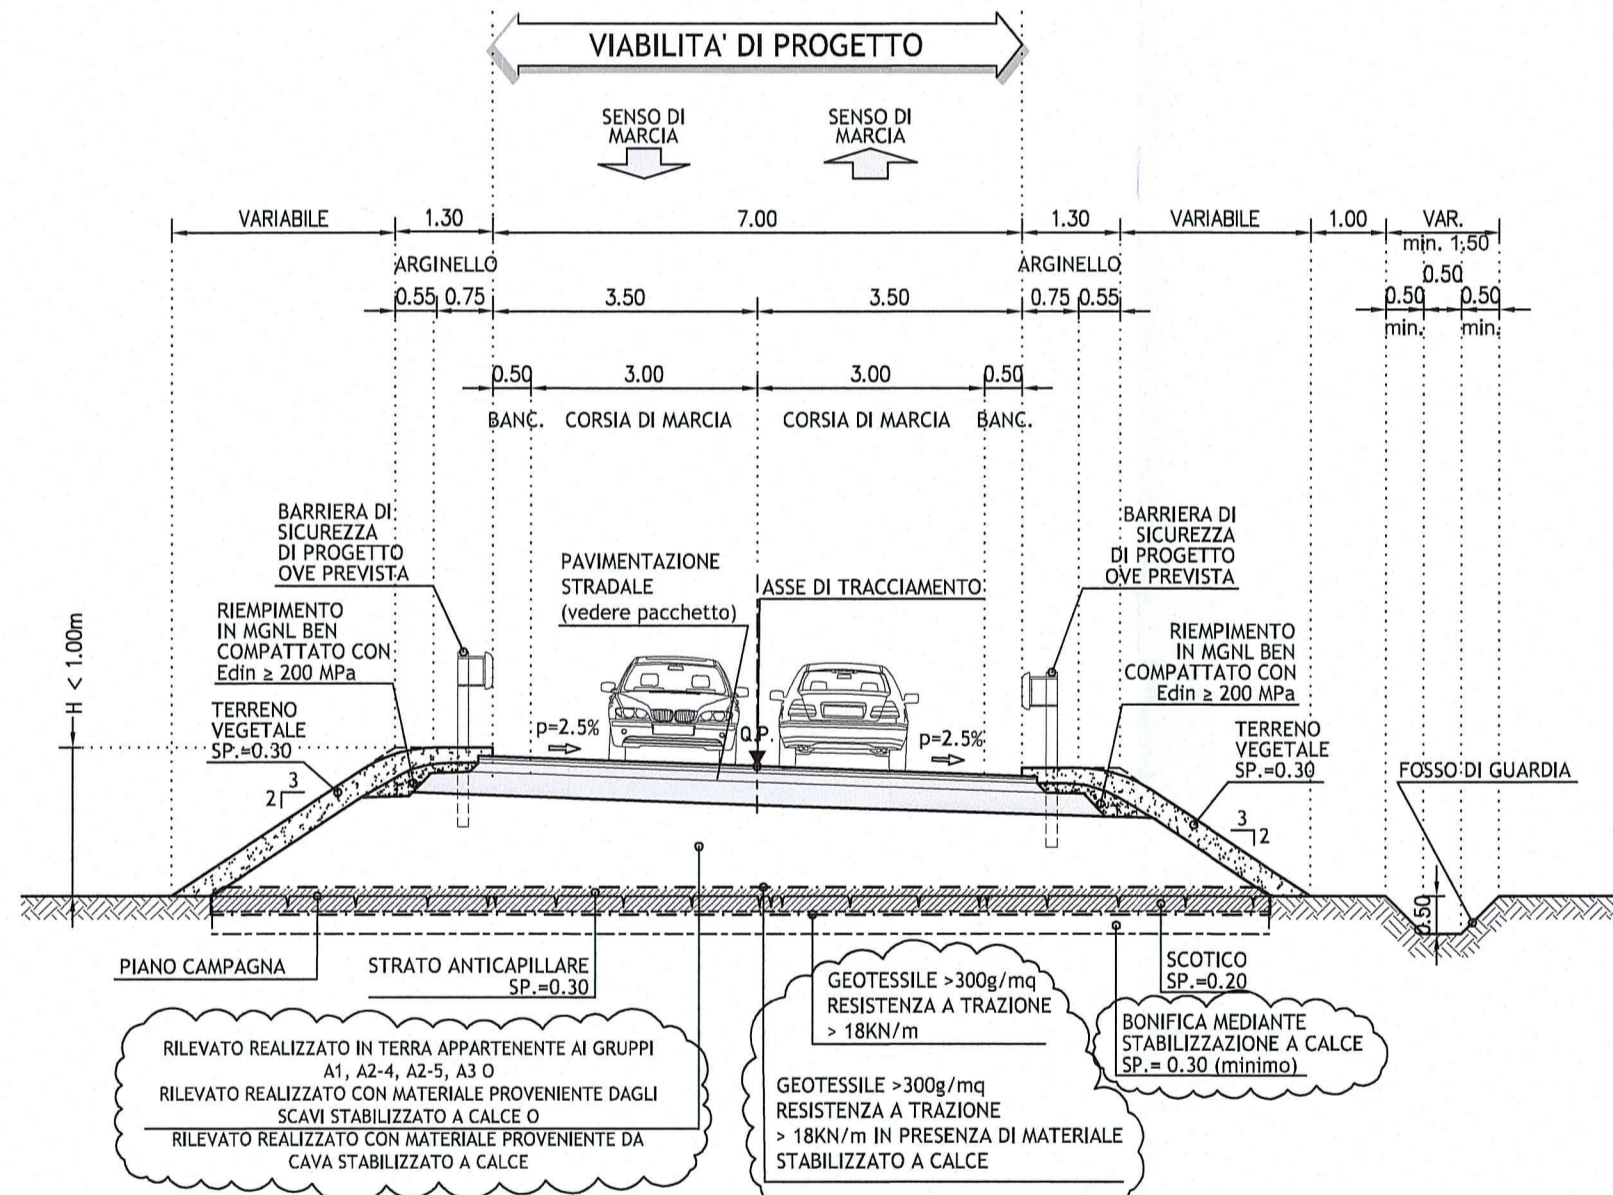 VIABILITA' DI PROGETTO
SENSO DI
MARCIA
SENSO DI
MARCIA
VARIABILE
1.30
7.00
1.30
VARIABILE
1.00
VAR.
min. 1.50
ARGINELLO
ARGINELLO
0.50
0.55
0.75
3.50
3.50
0.75
0.55
0.50
0.50
min.
min.
0.50
3.00
3.00
0.50
BANC.
CORSIA DI MARCIA
CORSIA DI MARCIA
BANC.
BARRIERA DI
SICUREZZA
DI PROGETTO
OVE PREVISTA
PAVIMENTAZIONE
STRADALE
(vedere pacchetto)
ASSE DI TRACCIAMENTO
BARRIERA DI
SICUREZZA
DI PROGETTO
OVE PREVISTA
RIEMPIMENTO
IN MGNL BEN
COMPATTATO CON
Edin ≥ 200 MPa
RIEMPIMENTO
IN MGNL BEN
COMPATTATO CON
Edin ≥ 200 MPa
H < 1.00m
TERRENO
VEGETALE
SP.=0.30
p=2.5%
Q.P.
p=2.5%
TERRENO
VEGETALE
SP.=0.30
FOSSO DI GUARDIA
3
2
3
2
0.50
PIANO CAMPAGNA
STRATO ANTICAPILLARE
SP.=0.30
GEOTESSILE >300g/mq
RESISTENZA A TRAZIONE
> 18KN/m
SCOTICO
SP.=0.20
BONIFICA MEDIANTE
STABILIZZAZIONE A CALCE
SP.= 0.30 (minimo)
RILEVATO REALIZZATO IN TERRA APPARTENENTE AI GRUPPI
A1, A2-4, A2-5, A3 O
RILEVATO REALIZZATO CON MATERIALE PROVENIENTE DAGLI
SCAVI STABILIZZATO A CALCE O
RILEVATO REALIZZATO CON MATERIALE PROVENIENTE DA
CAVA STABILIZZATO A CALCE
GEOTESSILE >300g/mq
RESISTENZA A TRAZIONE
> 18KN/m IN PRESENZA DI MATERIALE
STABILIZZATO A CALCE